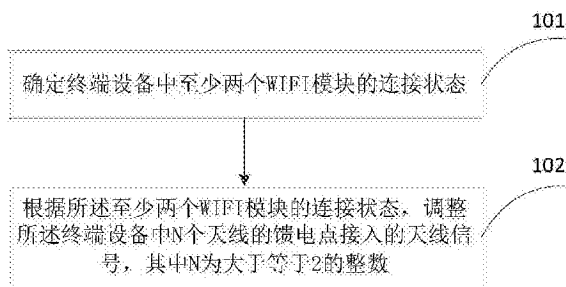 101
确定终端设备中至少两个WIFI模块的连接状态
102
根据所述至少两个WIFI模块的连接状态，调整
所述终端设备中N个天线的馈电点接入的天线信
号，其中N为大于等于2的整数